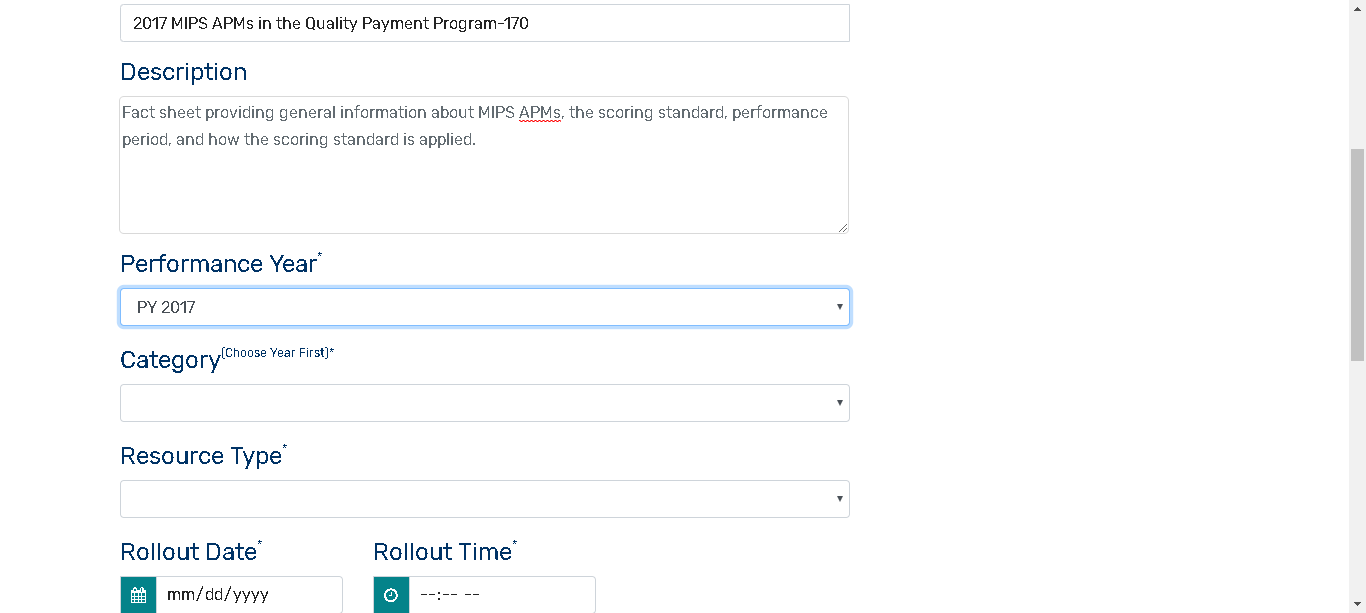 2017 MIPS APMs in the Quality Payment Program-170
Description
Fact sheet providing general information about MIPS APMs, the scoring standard, performance
period, and how the scoring standard is applied.
Performance Year*
PY 2017
Category(Choose Year First)*
Resource Type*
Rollout Date* Rollout Time*
mm/dd/yyyy --:-- --